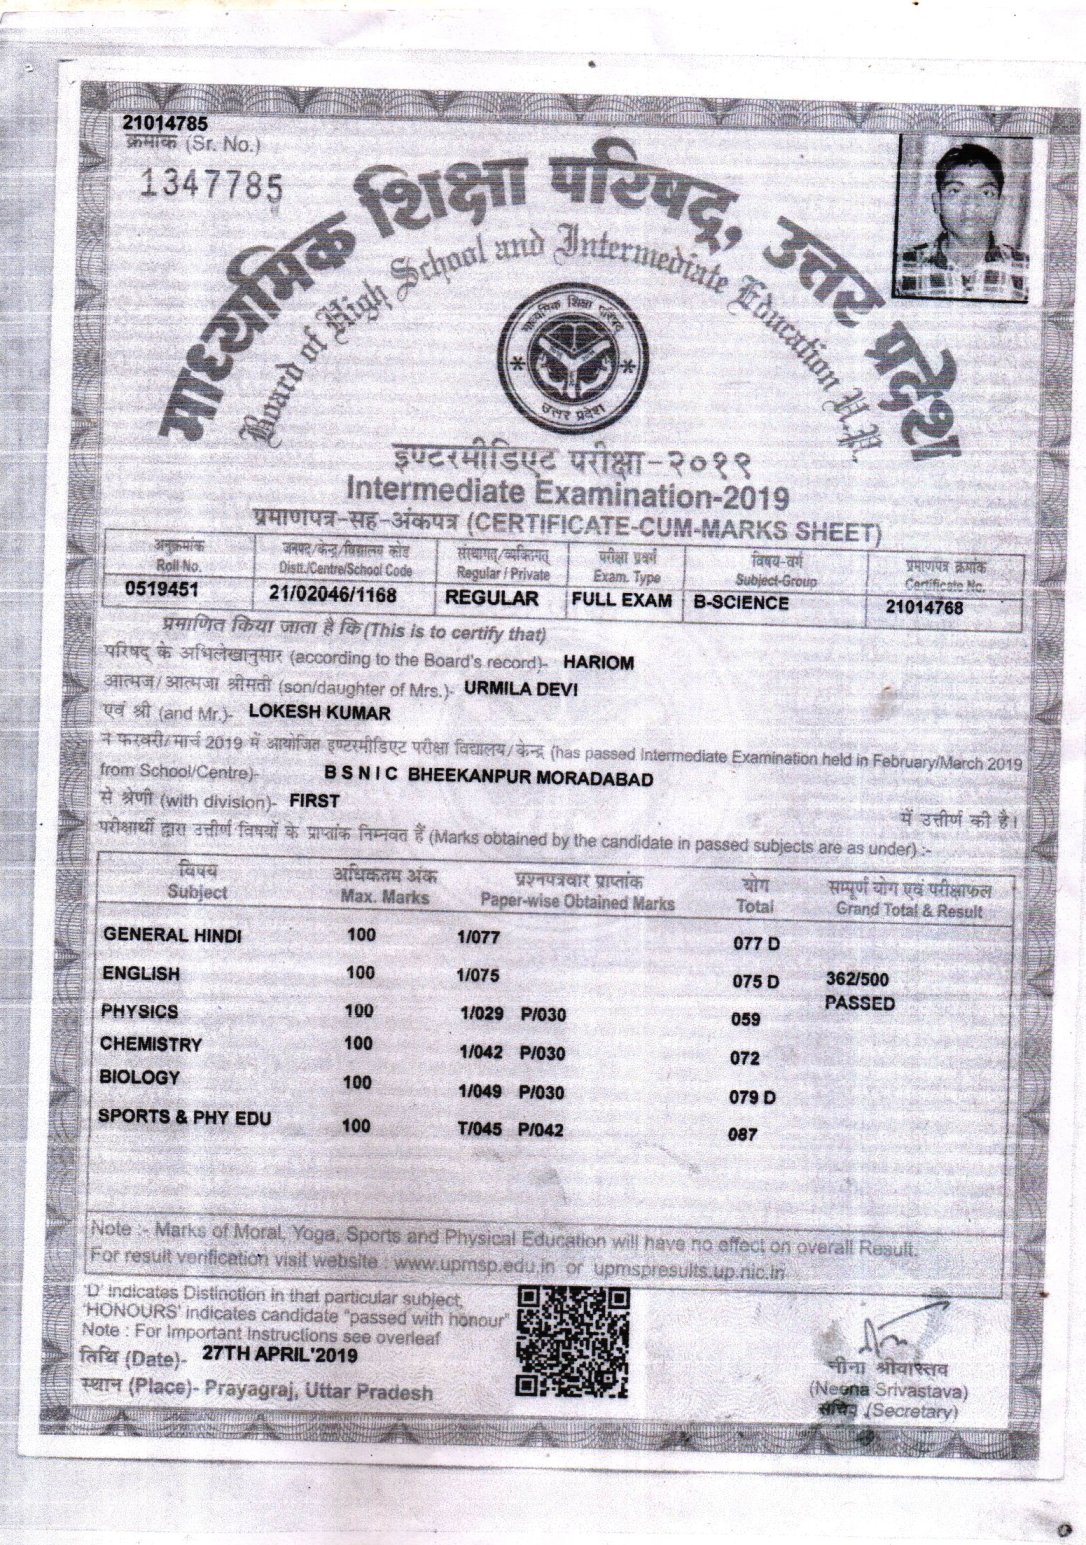 21014785
क्रमांक (Sr. No.)
1347785
माध्यमिक शिक्षा परिषद्, उत्तर प्रदेश
Board of High School and Intermediate Education U.P.
माध्यमिक शिक्षा परिषद्
उत्तर प्रदेश
इण्टरमीडिएट परीक्षा-२०१९
Intermediate Examination-2019
प्रमाणपत्र-सह-अंकपत्र (CERTIFICATE-CUM-MARKS SHEET)
अनुक्रमांक जनपद/केन्द्र/विद्यालय कोड संस्थागत/व्यक्तिगत परीक्षा प्रवर्ग विषय-वर्ग प्रमाणपत्र क्रमांक
Roll No. Distt./Centre/School Code Regular / Private Exam. Type Subject-Group Certificate No.
0519451 21/02046/1168 REGULAR FULL EXAM B-SCIENCE 21014768
प्रमाणित किया जाता है कि (This is to certify that)
परिषद् के अभिलेखानुसार (according to the Board's record)- HARIOM
आत्मज/आत्मजा श्रीमती (son/daughter of Mrs.)- URMILA DEVI
एवं श्री (and Mr.)- LOKESH KUMAR
ने फरवरी/मार्च 2019 में आयोजित इण्टरमीडिएट परीक्षा विद्यालय/केन्द्र (has passed Intermediate Examination held in February/March 2019
from School/Centre)- B S N I C BHEEKANPUR MORADABAD
से श्रेणी (with division)- FIRST में उत्तीर्ण की है।
परीक्षार्थी द्वारा उत्तीर्ण विषयों के प्राप्तांक निम्नवत हैं (Marks obtained by the candidate in passed subjects are as under) :-
विषय अधिकतम अंक प्रश्नपत्रवार प्राप्तांक योग सम्पूर्ण योग एवं परीक्षाफल
Subject Max. Marks Paper-wise Obtained Marks Total Grand Total & Result
GENERAL HINDI 100 1/077 077 D
ENGLISH 100 1/075 075 D 362/500
PASSED
PHYSICS 100 1/029 P/030 059
CHEMISTRY 100 1/042 P/030 072
BIOLOGY 100 1/049 P/030 079 D
SPORTS & PHY EDU 100 T/045 P/042 087
Note :- Marks of Moral, Yoga, Sports and Physical Education will have no effect on overall Result.
For result verification visit website : www.upmsp.edu.in or upmspresults.up.nic.in
'D' indicates Distinction in that particular subject,
'HONOURS' indicates candidate "passed with honour"
Note : For Important Instructions see overleaf
तिथि (Date)- 27TH APRIL'2019
स्थान (Place)- Prayagraj, Uttar Pradesh
नीना श्रीवास्तव
(Neena Srivastava)
सचिव (Secretary)